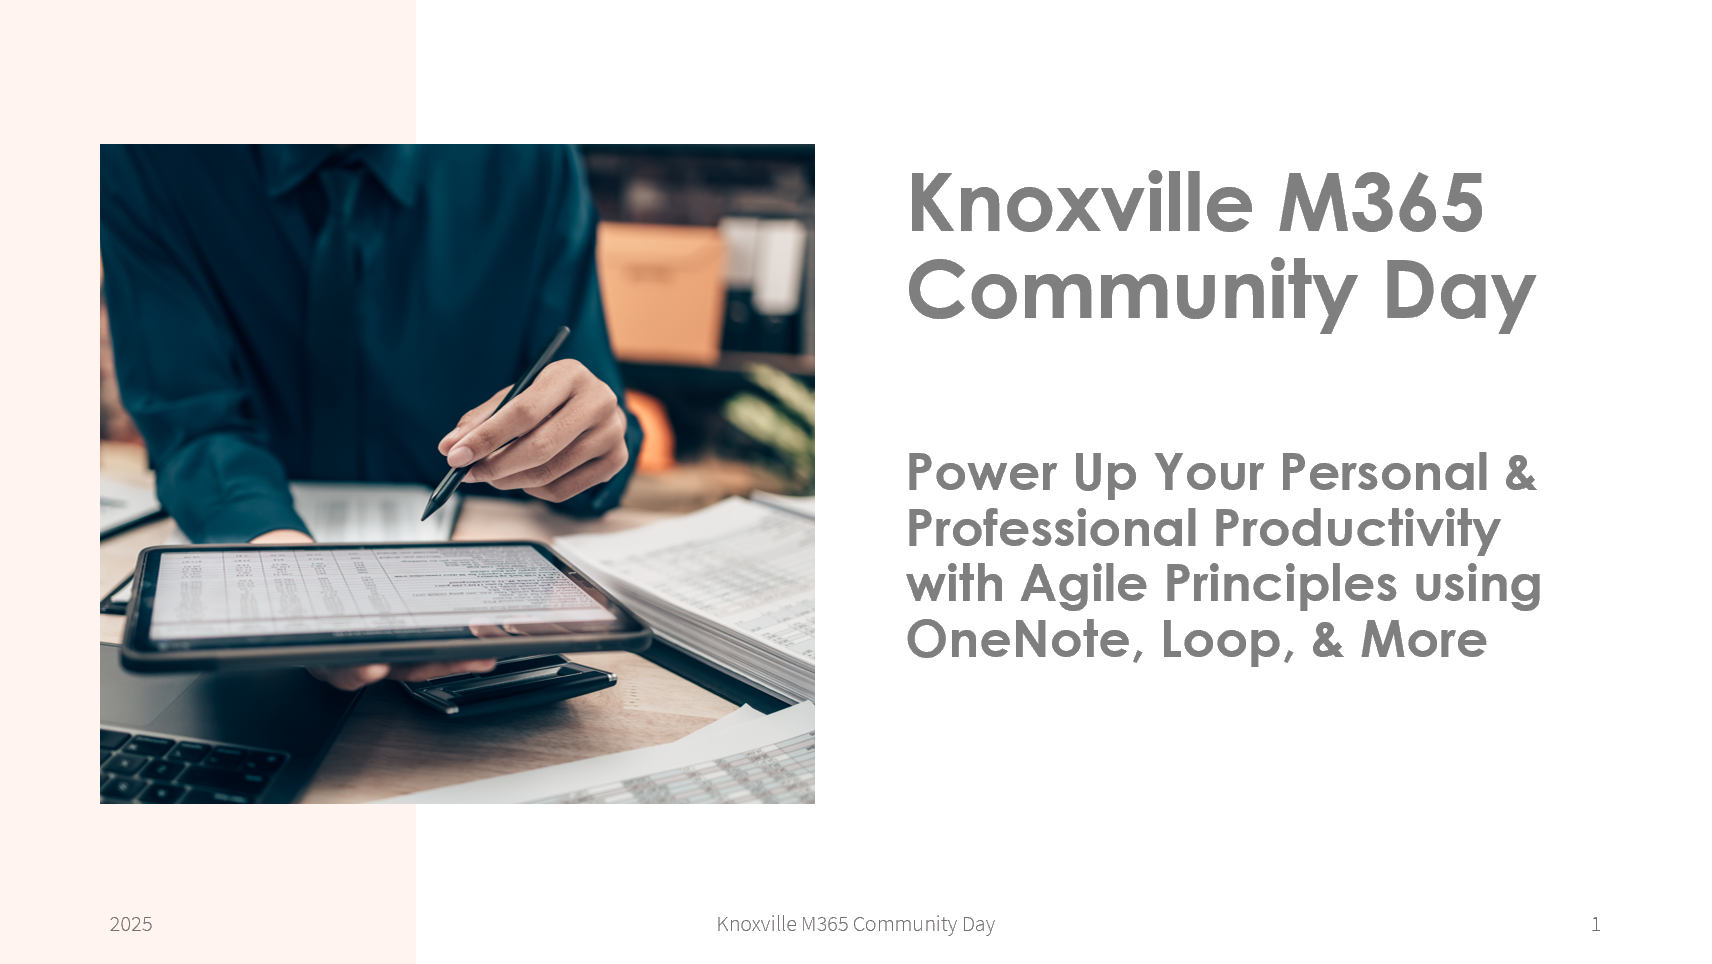 Knoxville M365
Community Day
Power Up Your Personal &
Professional Productivity
with Agile Principles using
OneNote, Loop, & More
2025
Knoxville M365 Community Day
1